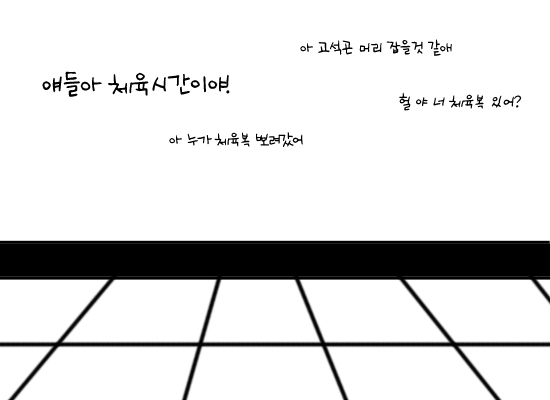 아 고석곤 머리 잡을것 같애
얘들아 체육시간이야!
헐 야 너 체육복 있어?
아 누가 체육복 뽀려갔어